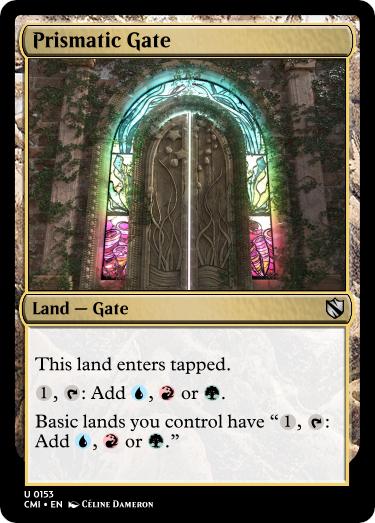 Prismatic Gate
Land — Gate
This land enters tapped.
1, T: Add U, R or G.
Basic lands you control have “1, T:
Add U, R or G.”
U 0153
CMI • EN Céline Dameron